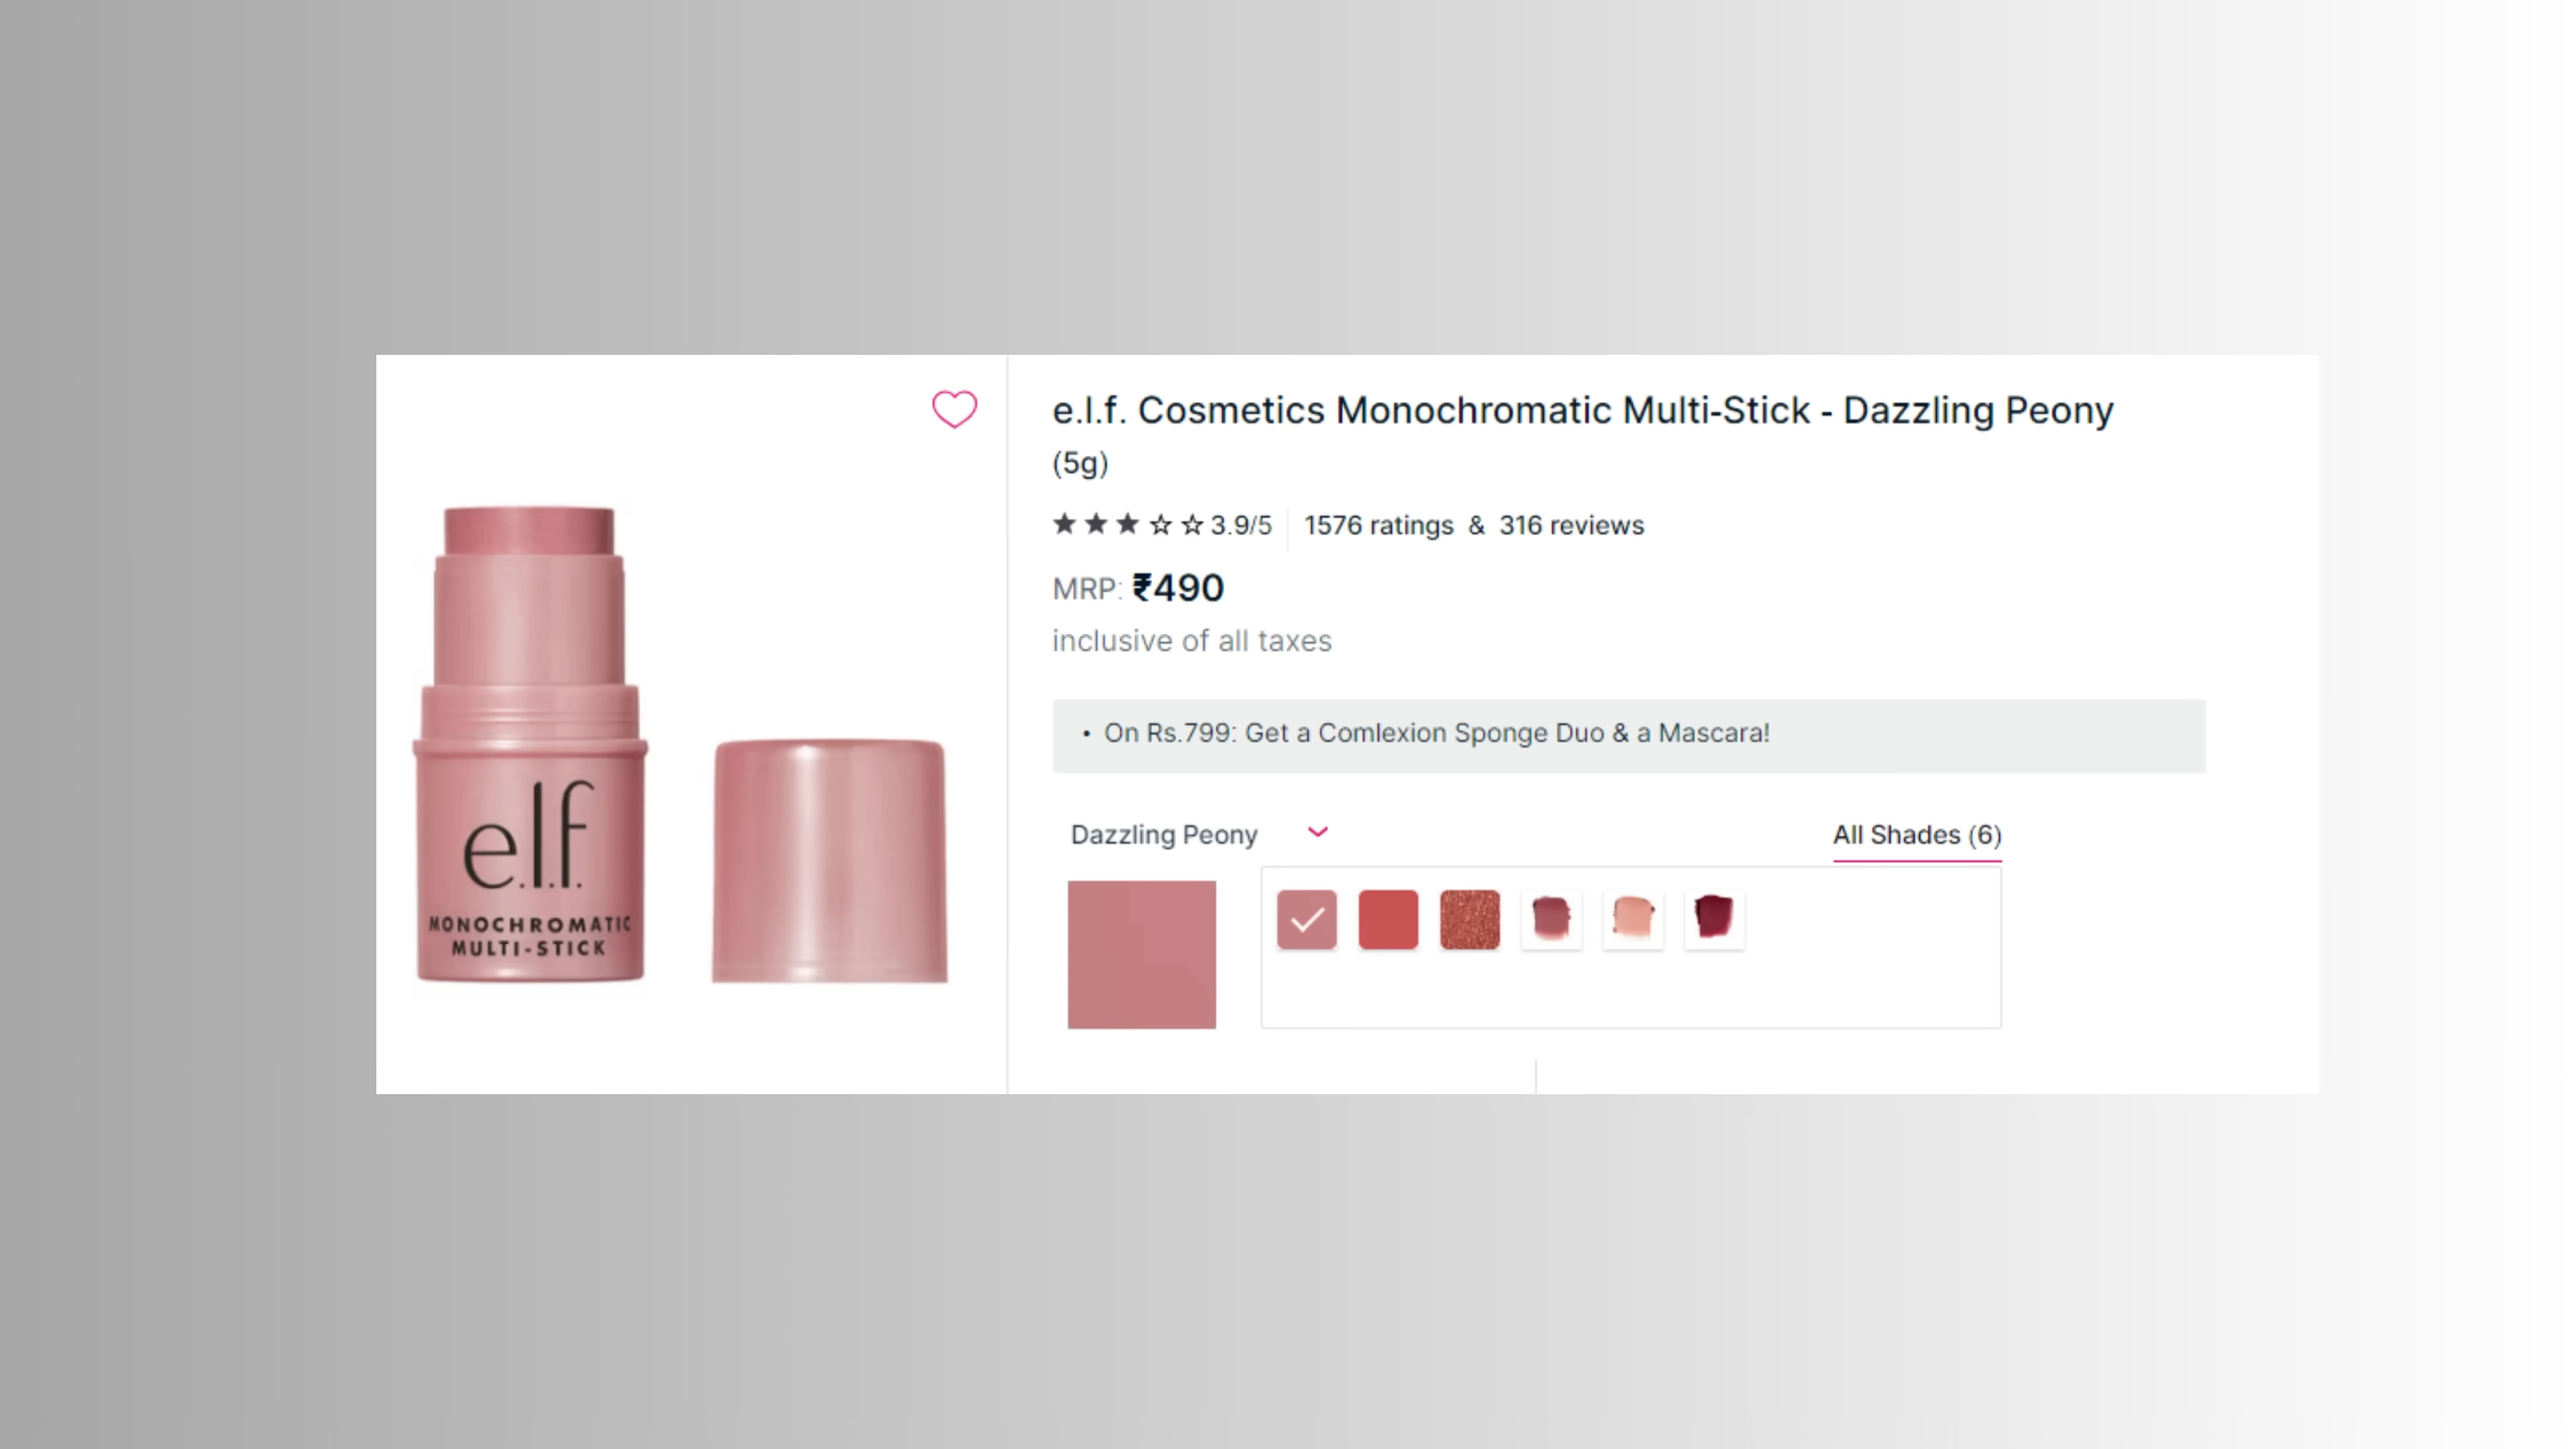 e.l.f.
MONOCHROMATIC
MULTI-STICK
e.l.f. Cosmetics Monochromatic Multi-Stick - Dazzling Peony
(5g)
3.9/5 1576 ratings & 316 reviews
MRP: ₹490
inclusive of all taxes
• On Rs.799: Get a Comlexion Sponge Duo & a Mascara!
Dazzling Peony All Shades (6)